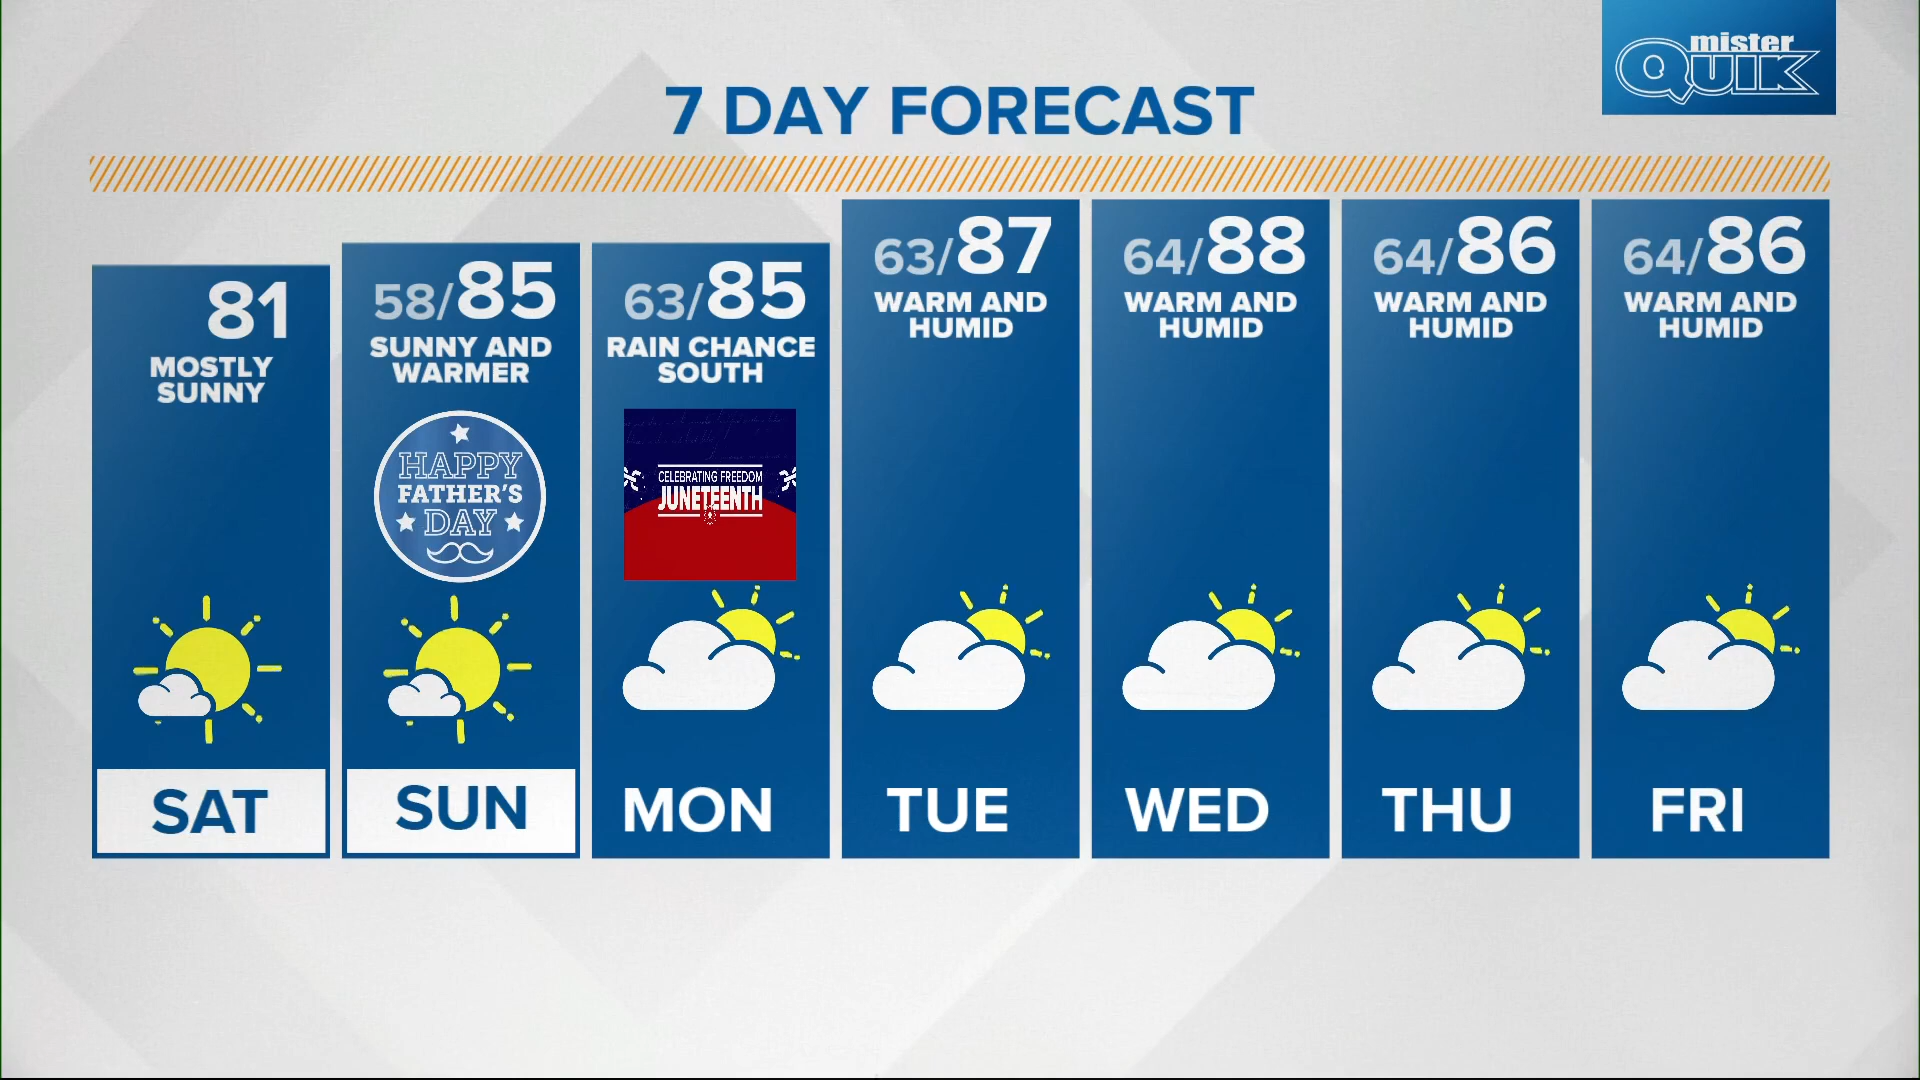 mister
QUIK
7 DAY FORECAST
81
MOSTLY
SUNNY
SAT
58/85
SUNNY AND
WARMER
HAPPY
FATHER'S
DAY
SUN
63/85
RAIN CHANCE
SOUTH
CELEBRATING FREEDOM
JUNETEENTH
MON
63/87
WARM AND
HUMID
TUE
64/88
WARM AND
HUMID
WED
64/86
WARM AND
HUMID
THU
64/86
WARM AND
HUMID
FRI